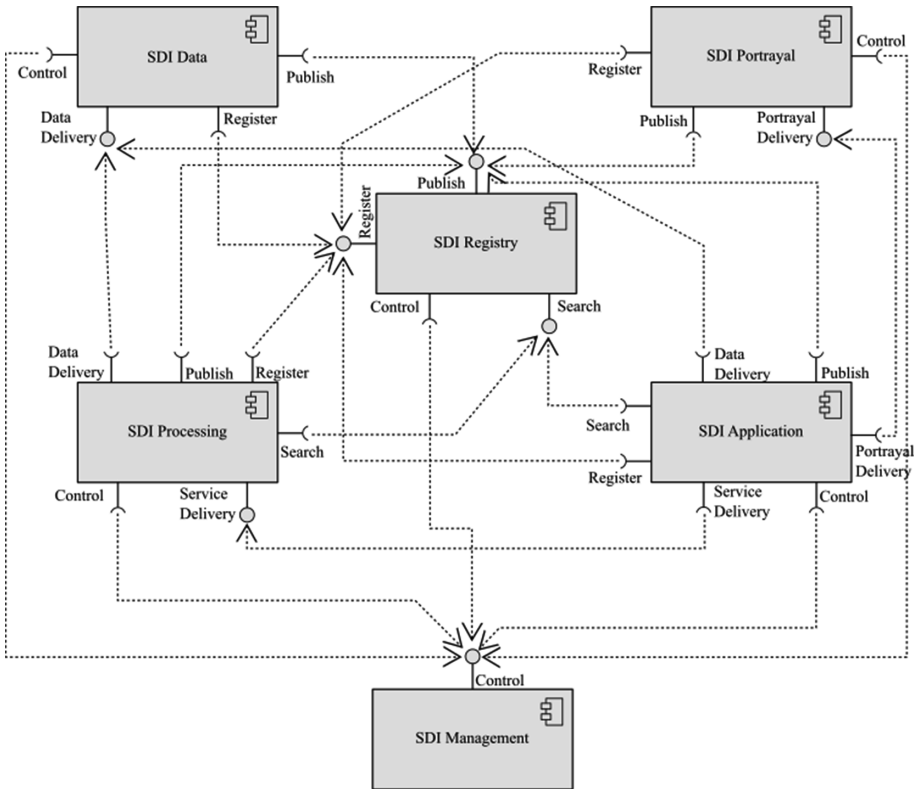 SDI Data
Control
Publish
Data
Delivery
Register
SDI Portrayal
Control
Register
Publish
Portrayal
Delivery
Publish
Register
SDI Registry
Control
Search
Data
Delivery
Publish
Register
SDI Processing
Search
Control
Service
Delivery
Data
Delivery
Publish
Search
SDI Application
Register
Portrayal
Delivery
Service
Delivery
Control
Control
SDI Management